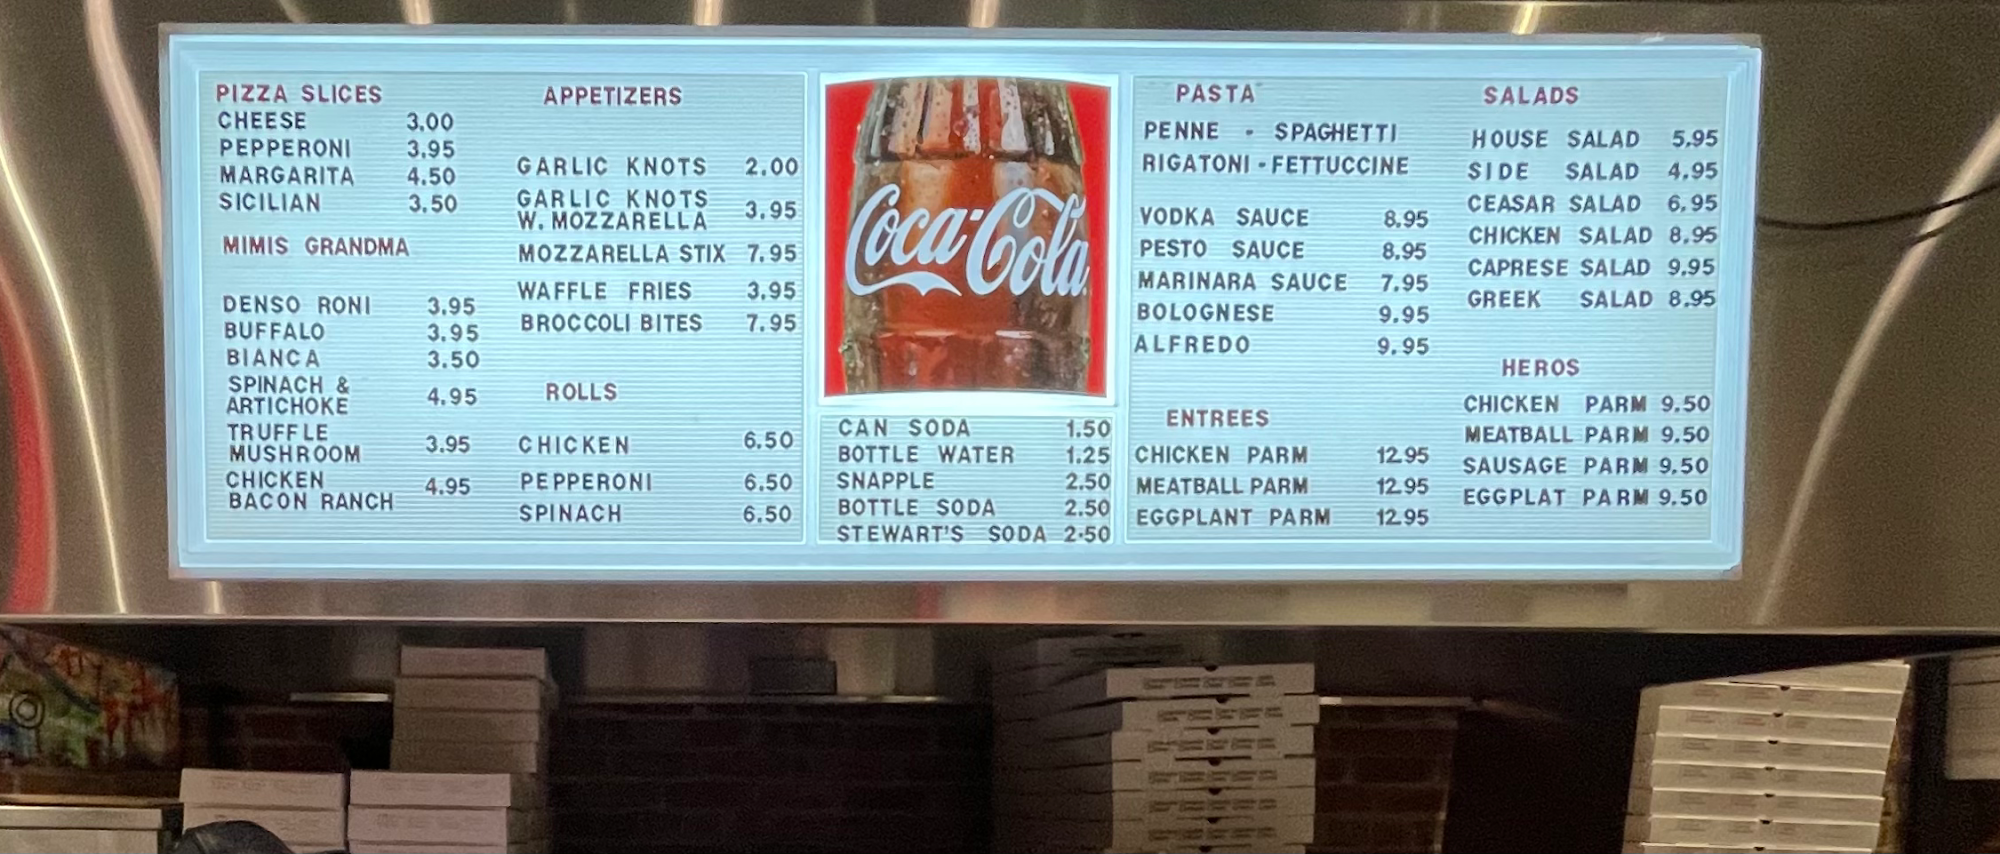 PIZZA SLICES
CHEESE 3.00
PEPPERONI 3.95
MARGARITA 4.50
SICILIAN 3.50
MIMIS GRANDMA
DENSO RONI 3.95
BUFFALO 3.95
BIANCA 3.50
SPINACH &
ARTICHOKE 4.95
TRUFFLE
MUSHROOM 3.95
CHICKEN
BACON RANCH 4.95
APPETIZERS
GARLIC KNOTS 2.00
GARLIC KNOTS
W. MOZZARELLA 3.95
MOZZARELLA STIX 7.95
WAFFLE FRIES 3.95
BROCCOLI BITES 7.95
ROLLS
CHICKEN 6.50
PEPPERONI 6.50
SPINACH 6.50
Coca-Cola
CAN SODA 1.50
BOTTLE WATER 1.25
SNAPPLE 2.50
BOTTLE SODA 2.50
STEWART'S SODA 2.50
PASTA
PENNE - SPAGHETTI
RIGATONI - FETTUCCINE
VODKA SAUCE 8.95
PESTO SAUCE 8.95
MARINARA SAUCE 7.95
BOLOGNESE 9.95
ALFREDO 9.95
ENTREES
CHICKEN PARM 12.95
MEATBALL PARM 12.95
EGGPLANT PARM 12.95
SALADS
HOUSE SALAD 5.95
SIDE SALAD 4.95
CEASAR SALAD 6.95
CHICKEN SALAD 8.95
CAPRESE SALAD 9.95
GREEK SALAD 8.95
HEROS
CHICKEN PARM 9.50
MEATBALL PARM 9.50
SAUSAGE PARM 9.50
EGGPLAT PARM 9.50